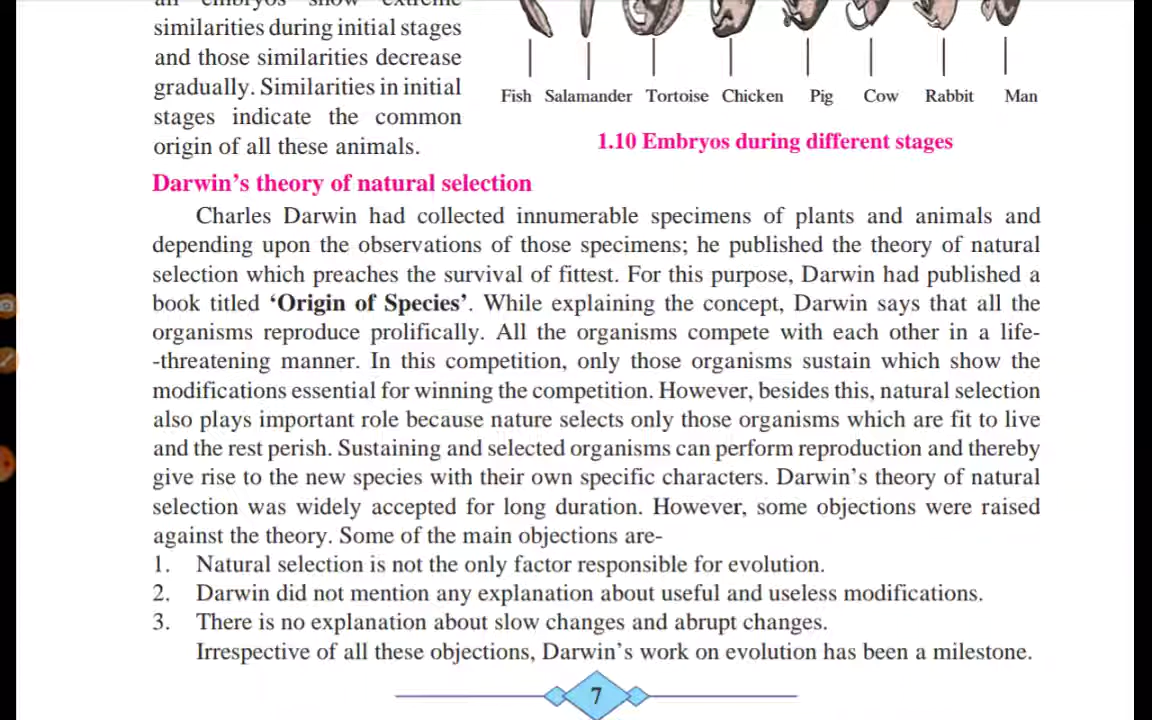 all embryos show extreme
similarities during initial stages
and those similarities decrease
gradually. Similarities in initial
stages indicate the common
origin of all these animals.
Fish Salamander Tortoise Chicken Pig Cow Rabbit Man
1.10 Embryos during different stages
Darwin's theory of natural selection
Charles Darwin had collected innumerable specimens of plants and animals and
depending upon the observations of those specimens; he published the theory of natural
selection which preaches the survival of fittest. For this purpose, Darwin had published a
book titled ‘Origin of Species’. While explaining the concept, Darwin says that all the
organisms reproduce prolifically. All the organisms compete with each other in a life-
-threatening manner. In this competition, only those organisms sustain which show the
modifications essential for winning the competition. However, besides this, natural selection
also plays important role because nature selects only those organisms which are fit to live
and the rest perish. Sustaining and selected organisms can perform reproduction and thereby
give rise to the new species with their own specific characters. Darwin’s theory of natural
selection was widely accepted for long duration. However, some objections were raised
against the theory. Some of the main objections are-
1. Natural selection is not the only factor responsible for evolution.
2. Darwin did not mention any explanation about useful and useless modifications.
3. There is no explanation about slow changes and abrupt changes.
Irrespective of all these objections, Darwin’s work on evolution has been a milestone.
7